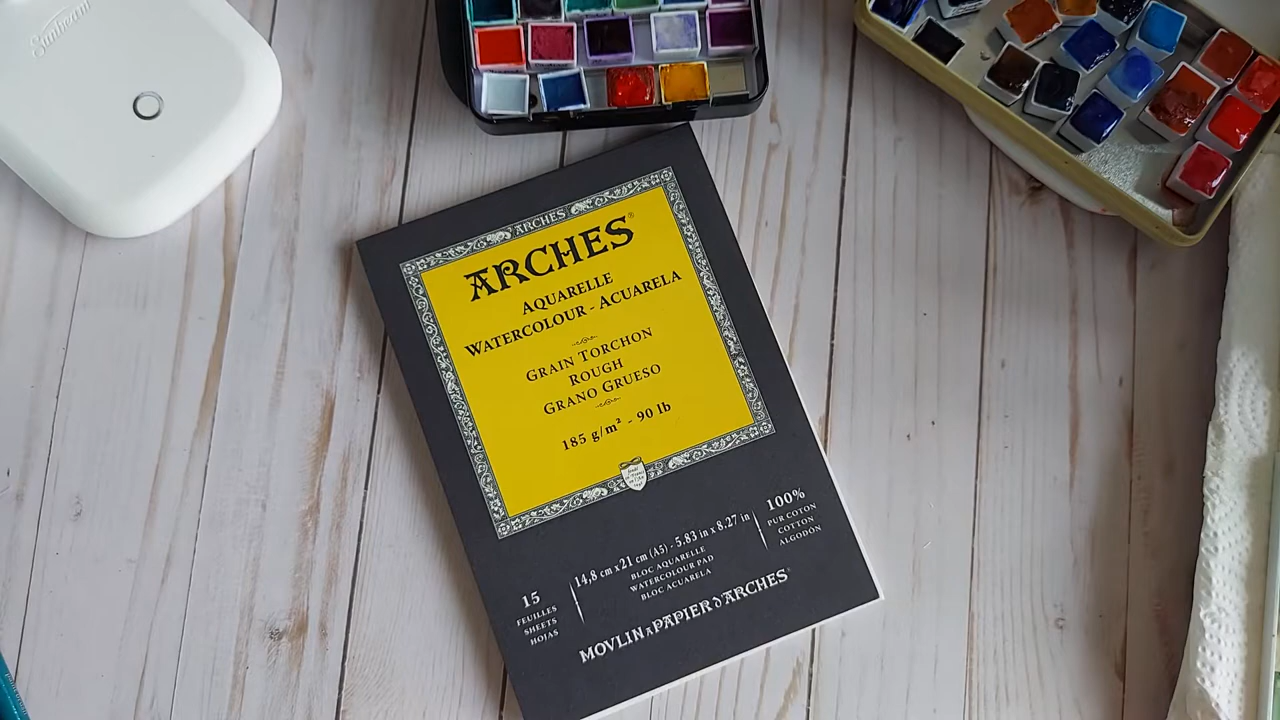 Sunbeam
ARCHES
ARCHES®
AQUARELLE
WATERCOLOUR - ACUARELA
GRAIN TORCHON
ROUGH
GRANO GRUESO
185 g/m² - 90 lb
14,8 cm x 21 cm (A5) - 5.83 in x 8.27 in
BLOC AQUARELLE
WATERCOLOUR PAD
BLOC ACUARELA
100%
PUR COTON
COTTON
ALGODÓN
15
FEUILLES
SHEETS
HOJAS
MOVLIN À PAPIER D'ARCHES®